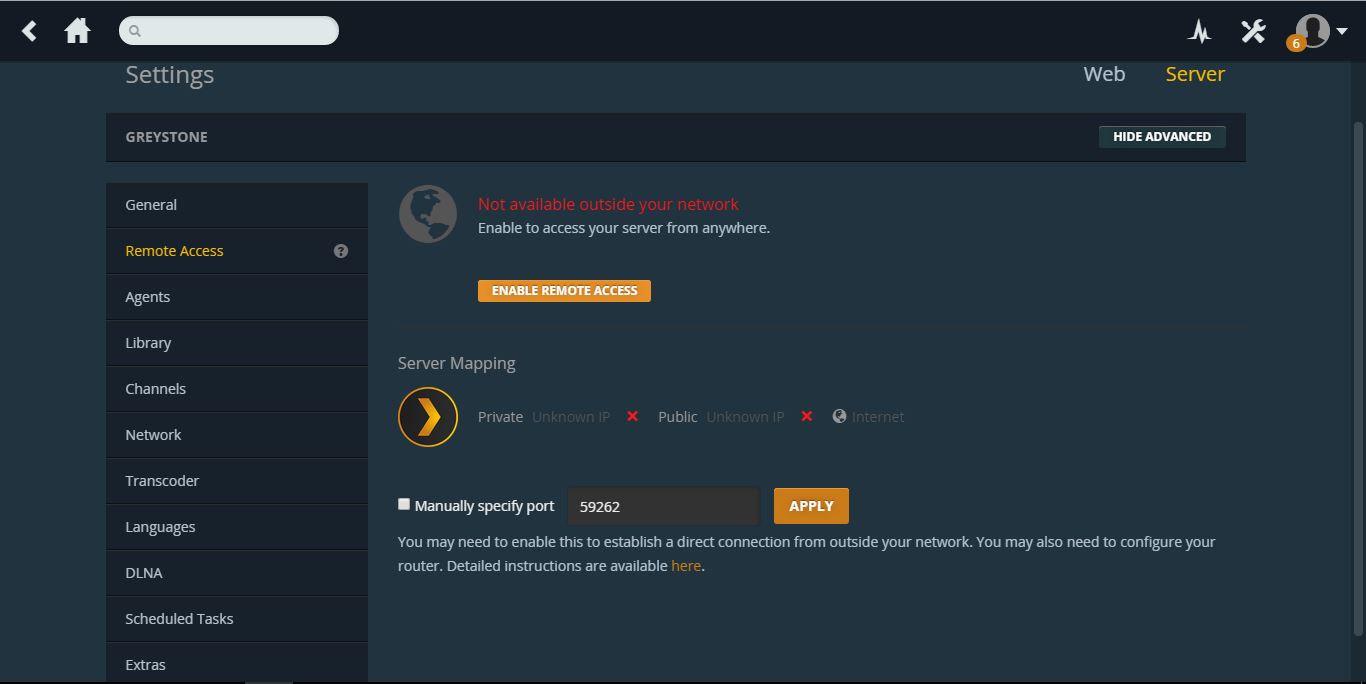 Settings
Web
Server
6
GREYSTONE
HIDE ADVANCED
General
Remote Access
?
Agents
Library
Channels
Network
Transcoder
Languages
DLNA
Scheduled Tasks
Extras
Not available outside your network
Enable to access your server from anywhere.
ENABLE REMOTE ACCESS
Server Mapping
Private Unknown IP Public Unknown IP Internet
Manually specify port 59262 APPLY
You may need to enable this to establish a direct connection from outside your network. You may also need to configure your
router. Detailed instructions are available here.